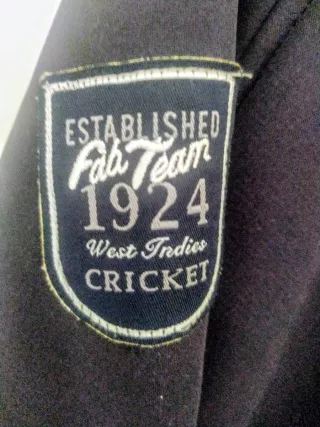 ESTABLISHED
Fab Team
1924
West Indies
CRICKET